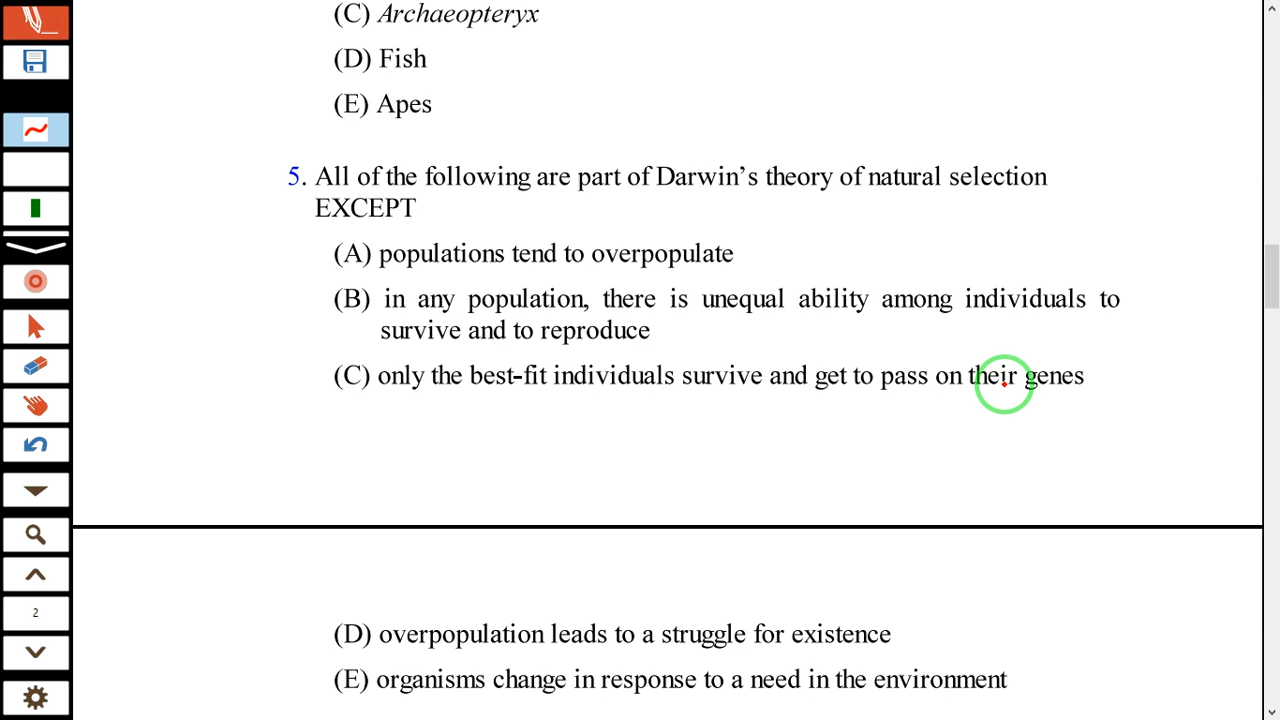 (C) Archaeopteryx
(D) Fish
(E) Apes
5. All of the following are part of Darwin’s theory of natural selection
EXCEPT
(A) populations tend to overpopulate
(B) in any population, there is unequal ability among individuals to
survive and to reproduce
(C) only the best-fit individuals survive and get to pass on their genes
2
(D) overpopulation leads to a struggle for existence
(E) organisms change in response to a need in the environment